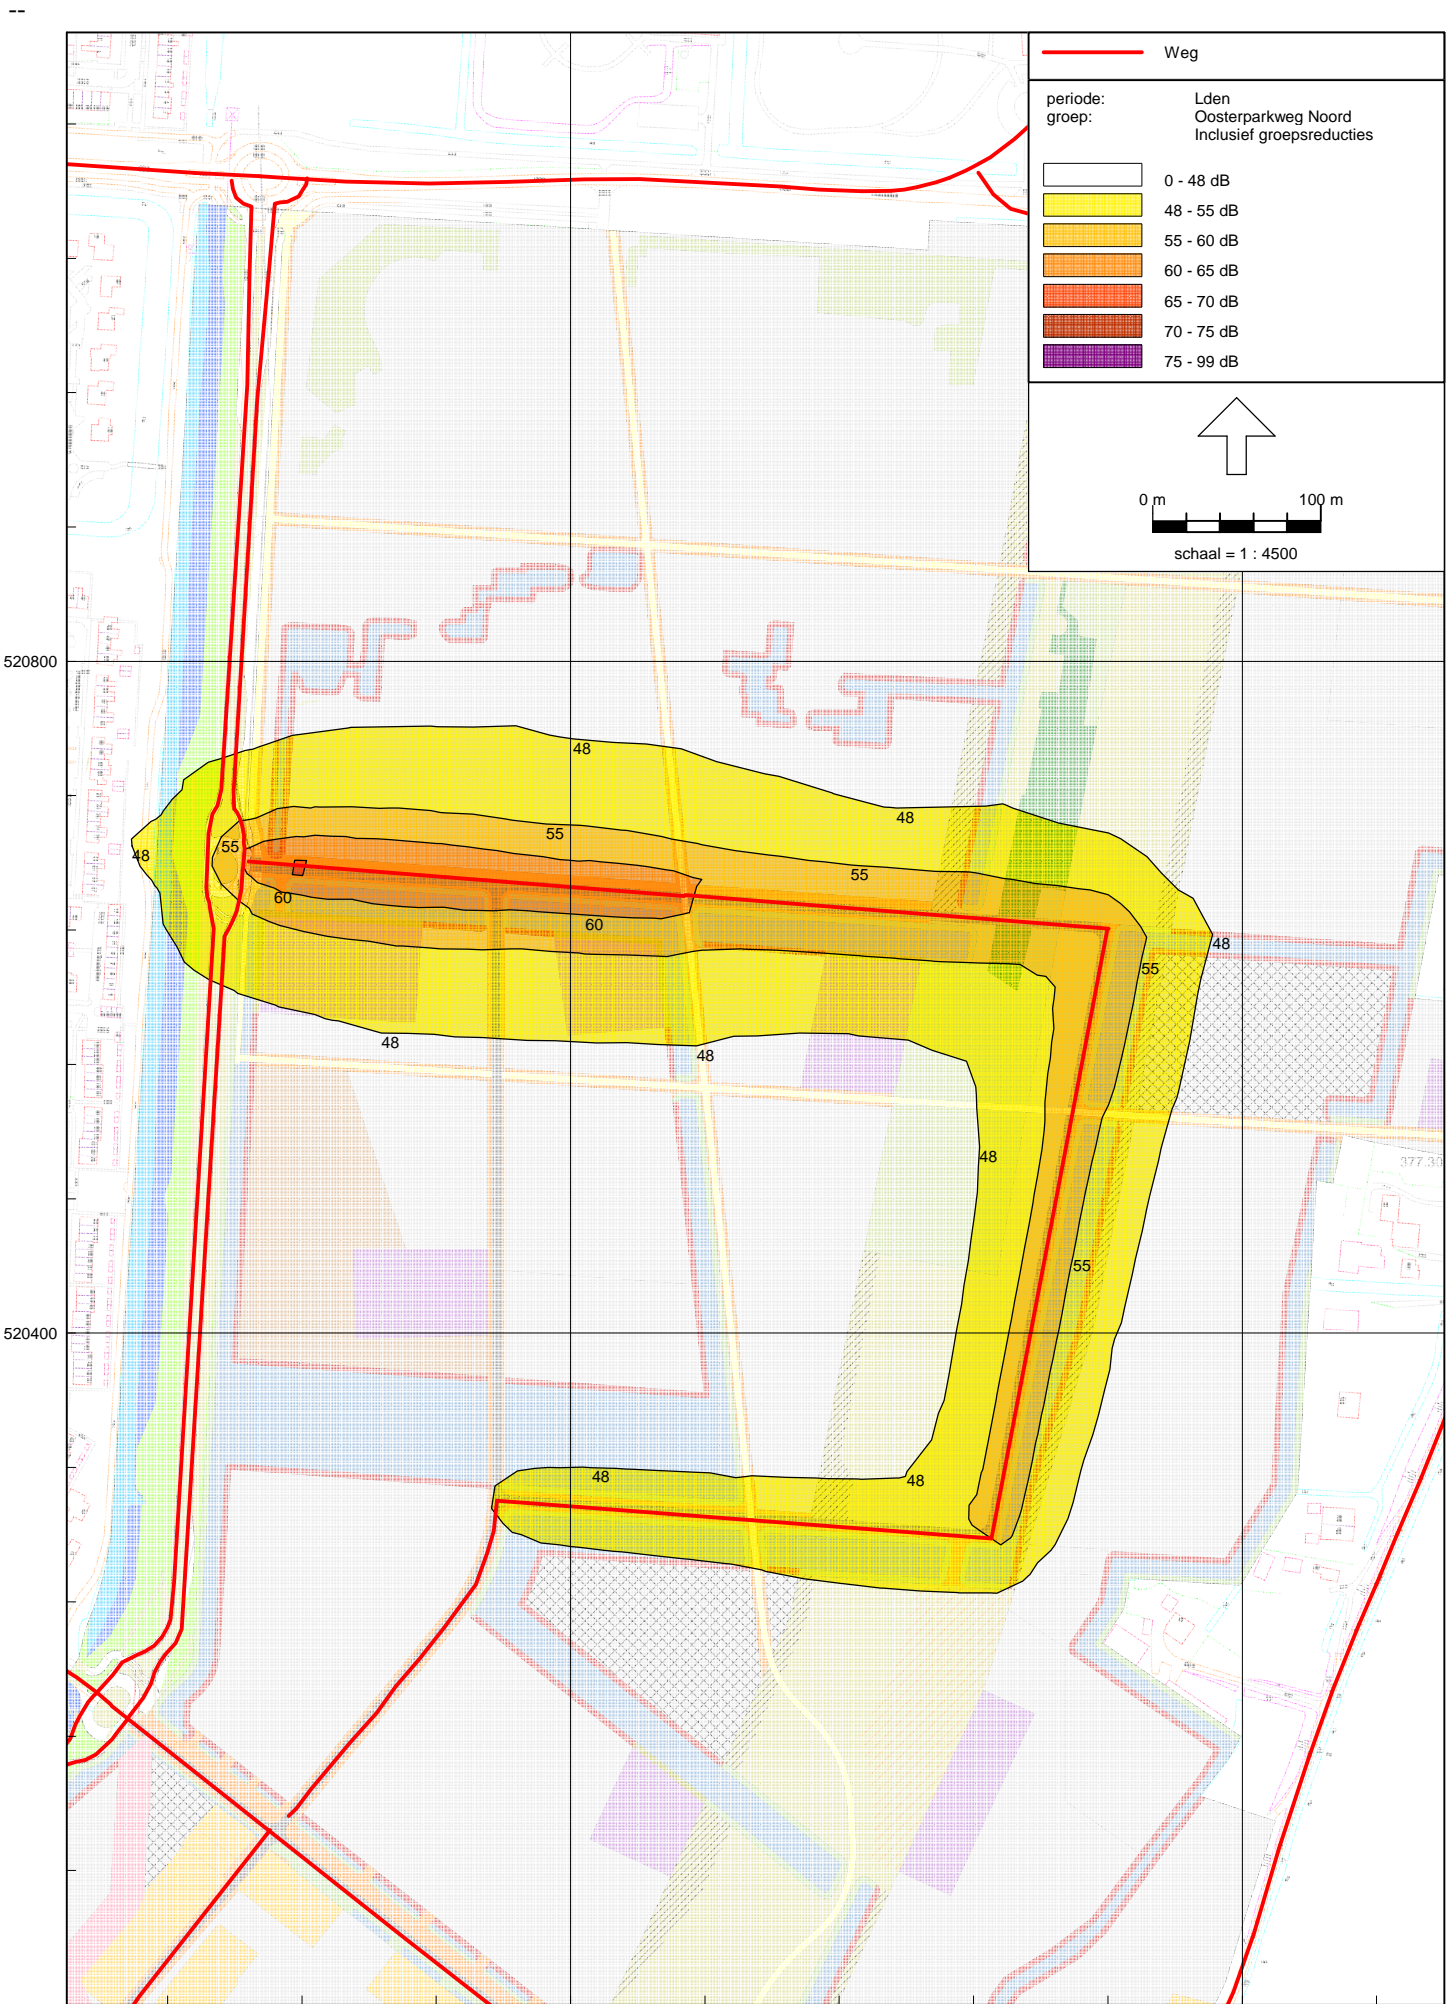 --
Weg
periode: Lden
groep: Oosterparkweg Noord
Inclusief groepsreducties
0 - 48 dB
48 - 55 dB
55 - 60 dB
60 - 65 dB
65 - 70 dB
70 - 75 dB
75 - 99 dB
0 m 100 m
schaal = 1 : 4500
520800
48
48
55
48
55
55
60
60
48
55
48
48
48
377.30
55
520400
48
48